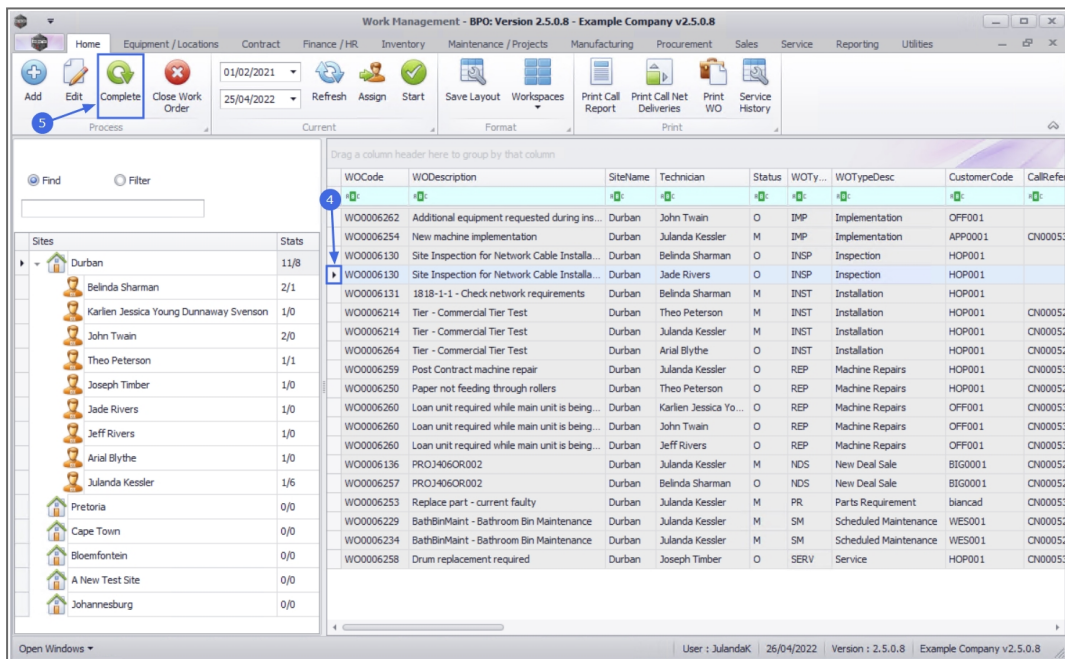 Work Management - BPO: Version 2.5.0.8 - Example Company v2.5.0.8
Home Equipment / Locations Contract Finance / HR Inventory Maintenance / Projects Manufacturing Procurement Sales Service Reporting Utilities
Add Edit Complete Close Work Order 01/02/2021 25/04/2022 Refresh Assign Start Save Layout Workspaces Print Call Report Print Call Net Deliveries Print WO Service History
5
Process Current Format Print
Find Filter
Sites Stats
Durban 11/8
Belinda Sharman 2/1
Karlien Jessica Young Dunnaway Svenson 1/0
John Twain 2/0
Theo Peterson 1/1
Joseph Timber 1/0
Jade Rivers 1/0
Jeff Rivers 1/0
Arial Blythe 1/0
Julanda Kessler 1/6
Pretoria 0/0
Cape Town 0/0
Bloemfontein 0/0
A New Test Site 0/0
Johannesburg 0/0
Drag a column header here to group by that column
4
WOCode WODescription SiteName Technician Status WOTy... WOTypeDesc CustomerCode CallRefer
WO0006262 Additional equipment requested during ins... Durban John Twain O IMP Implementation OFF001
WO0006254 New machine implementation Durban Julanda Kessler M IMP Implementation APP0001 CN00053
WO0006130 Site Inspection for Network Cable Installa... Durban Belinda Sharman O INSP Inspection HOP001
WO0006130 Site Inspection for Network Cable Installa... Durban Jade Rivers O INSP Inspection HOP001
WO0006131 1818-1-1 - Check network requirements Durban Belinda Sharman M INST Installation HOP001
WO0006214 Tier - Commercial Tier Test Durban Theo Peterson M INST Installation HOP001 CN00052
WO0006214 Tier - Commercial Tier Test Durban Julanda Kessler M INST Installation HOP001 CN00052
WO0006264 Tier - Commercial Tier Test Durban Arial Blythe O INST Installation HOP001 CN00052
WO0006259 Post Contract machine repair Durban Julanda Kessler O REP Machine Repairs HOP001 CN00053
WO0006250 Paper not feeding through rollers Durban Theo Peterson O REP Machine Repairs HOP001 CN00052
WO0006260 Loan unit required while main unit is being... Durban Karlien Jessica Yo... O REP Machine Repairs OFF001 CN00053
WO0006260 Loan unit required while main unit is being... Durban John Twain O REP Machine Repairs OFF001 CN00053
WO0006260 Loan unit required while main unit is being... Durban Jeff Rivers O REP Machine Repairs OFF001 CN00053
WO0006136 PROJ406OR002 Durban Julanda Kessler M NDS New Deal Sale BIG0001 CN00052
WO0006257 PROJ406OR002 Durban Belinda Sharman O NDS New Deal Sale BIG0001 CN00052
WO0006253 Replace part - current faulty Durban Julanda Kessler M PR Parts Requirement biancad CN00053
WO0006229 BathBinMaint - Bathroom Bin Maintenance Durban Julanda Kessler M SM Scheduled Maintenance WES001 CN00052
WO0006234 BathBinMaint - Bathroom Bin Maintenance Durban Julanda Kessler M SM Scheduled Maintenance WES001 CN00052
WO0006258 Drum replacement required Durban Joseph Timber O SERV Service HOP001 CN00053
Open Windows User : JulandaK 26/04/2022 Version : 2.5.0.8 Example Company v2.5.0.8